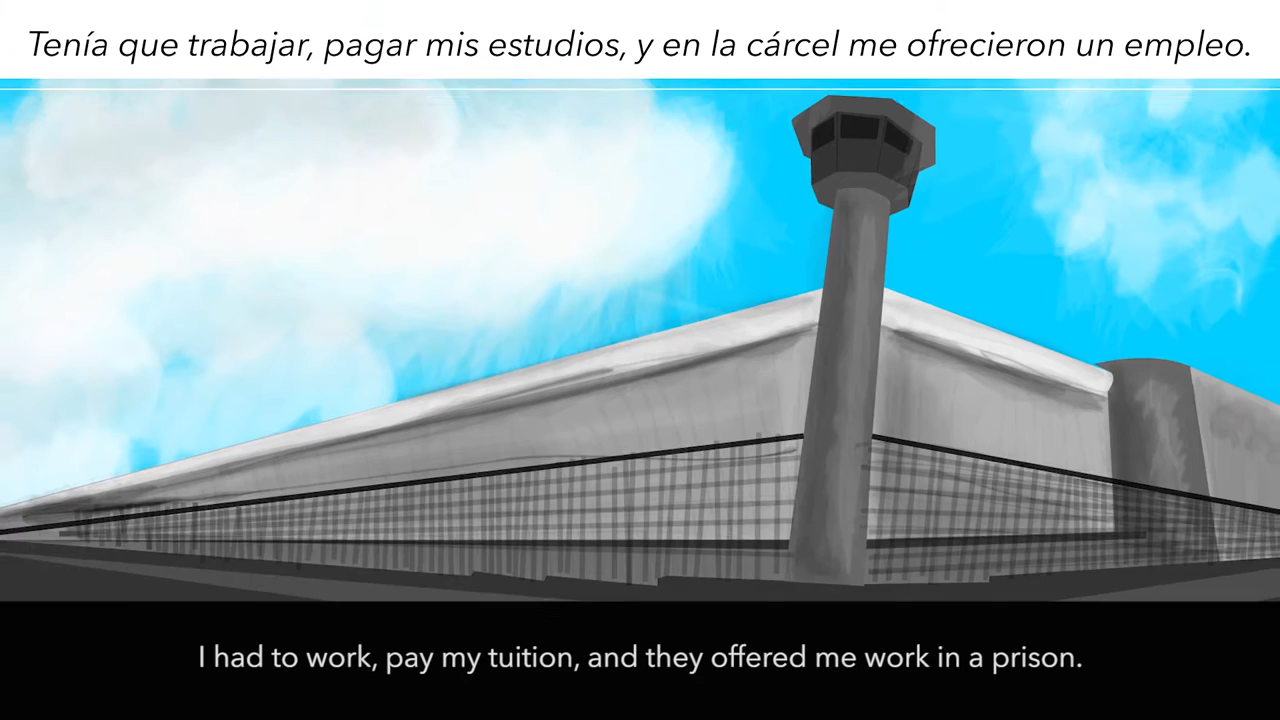 Tenía que trabajar, pagar mis estudios, y en la cárcel me ofrecieron un empleo.
I had to work, pay my tuition, and they offered me work in a prison.